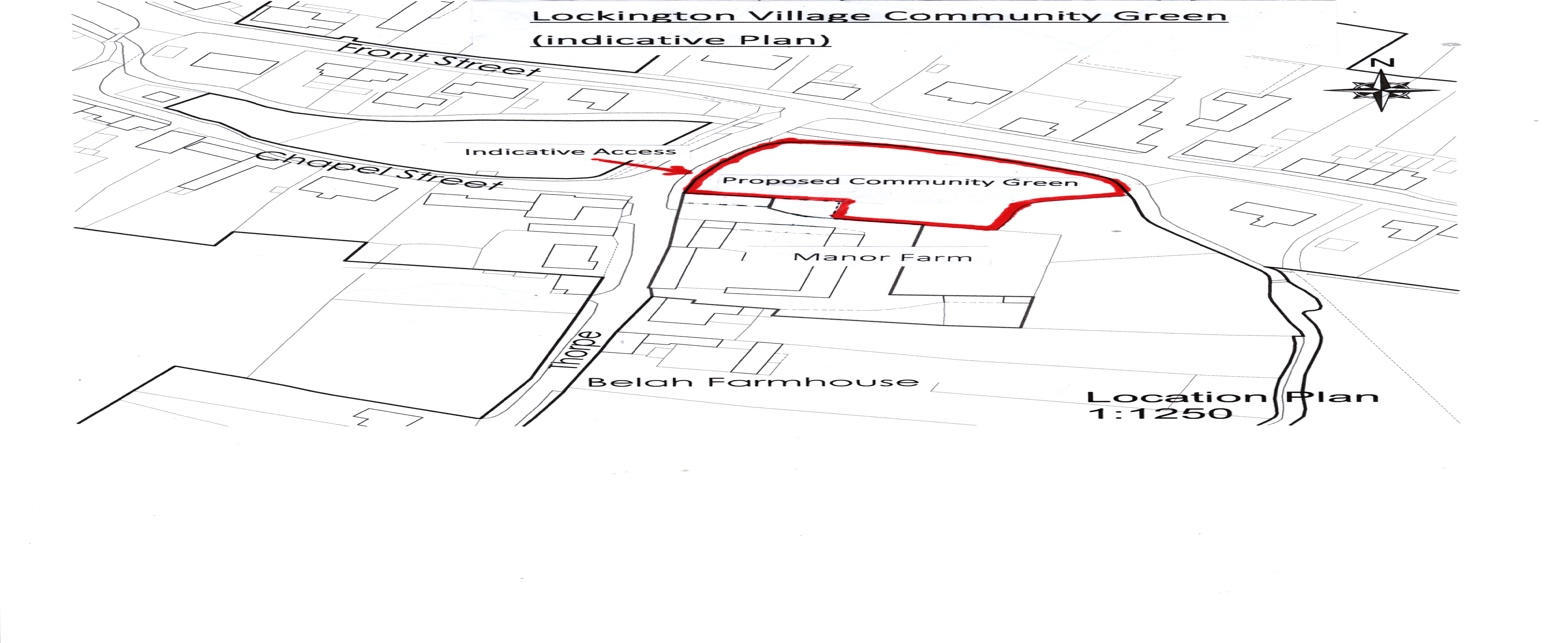 Lockington Village Community Green
(indicative Plan)
Front Street
N
Indicative Access
Chapel Street
Proposed Community Green
Manor Farm
Thorpe
Belah Farmhouse
Location Plan
1:1250